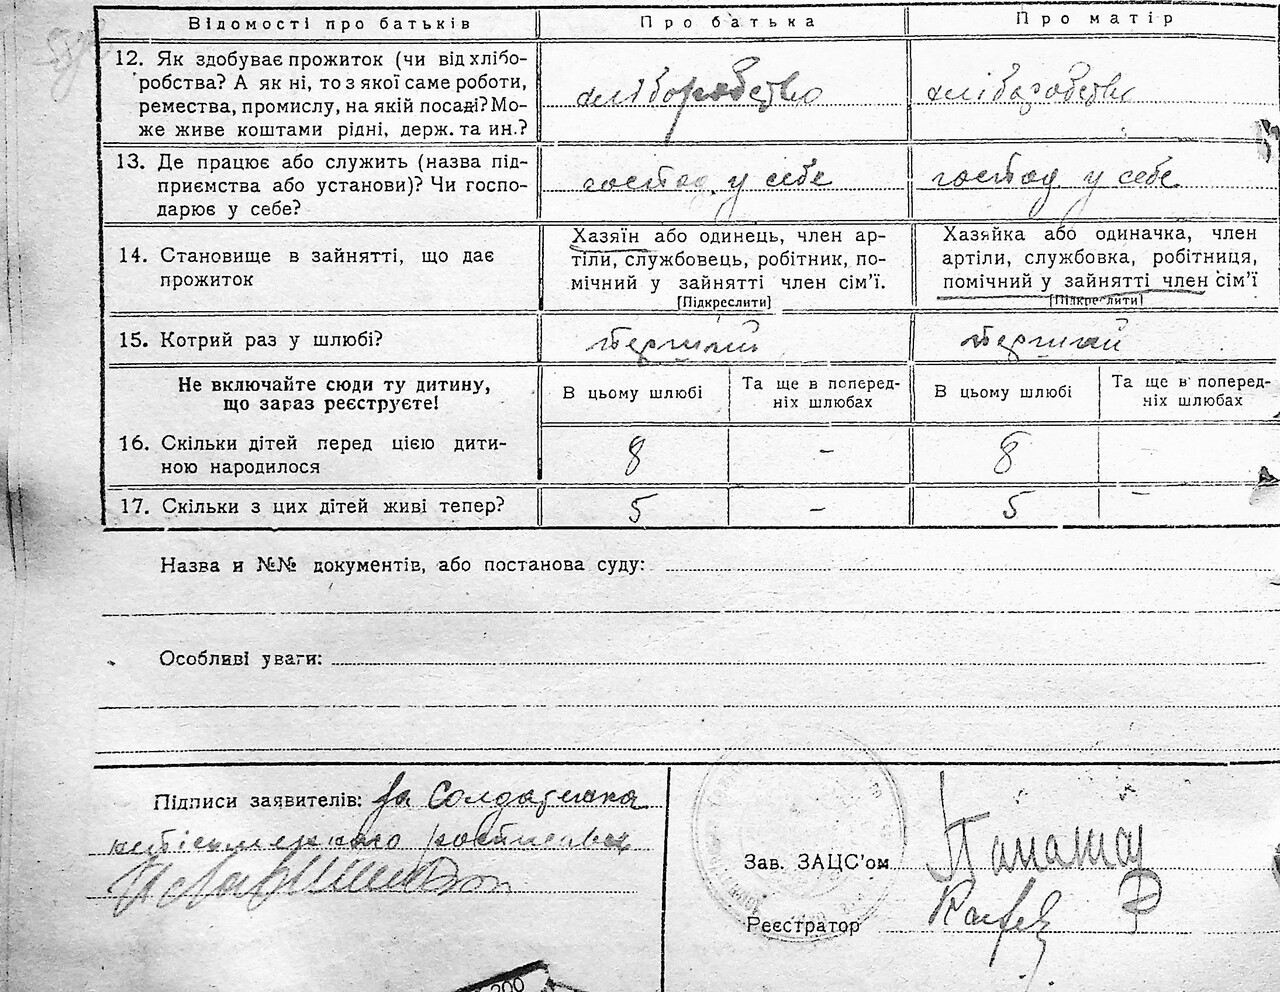 Відомості про батьків Про батька Про матір
12. Як здобуває прожиток (чи від хлібо-
робства? А як ні, то з якої саме роботи,
ремества, промислу, на якій посаді? Мо-
же живе коштами рідні, держ. та ин.?
хліборобство хліборобство
13. Де працює або служить (назва під-
приємства або установи)? Чи госпо-
дарює у себе?
господ. у себе господ. у себе
14. Становище в зайнятті, що дає
прожиток
Хазяїн або одинець, член ар-
тіли, службовець, робітник, по-
мічний у зайнятті член сім’ї.
[Підкреслити]
Хазяйка або одиначка, член
артіли, службовка, робітниця,
помічний у зайнятті член сім’ї
[Підкреслити]
15. Котрий раз у шлюбі? перший перший
Не включайте сюди ту дитину,
що зараз реєструєте!
В цьому шлюбі
Та ще в поперед-
ніх шлюбах
В цьому шлюбі
Та ще в поперед-
ніх шлюбах
16. Скільки дітей перед цією дити-
ною народилося
8 - 8
17. Скільки з цих дітей живі тепер? 5 - 5 -
Назва и №№ документів, або постанова суду:
Особливі уваги:
Підписи заявителів: за Солдатенка
Зав. ЗАЦС’ом
Реєстратор
200